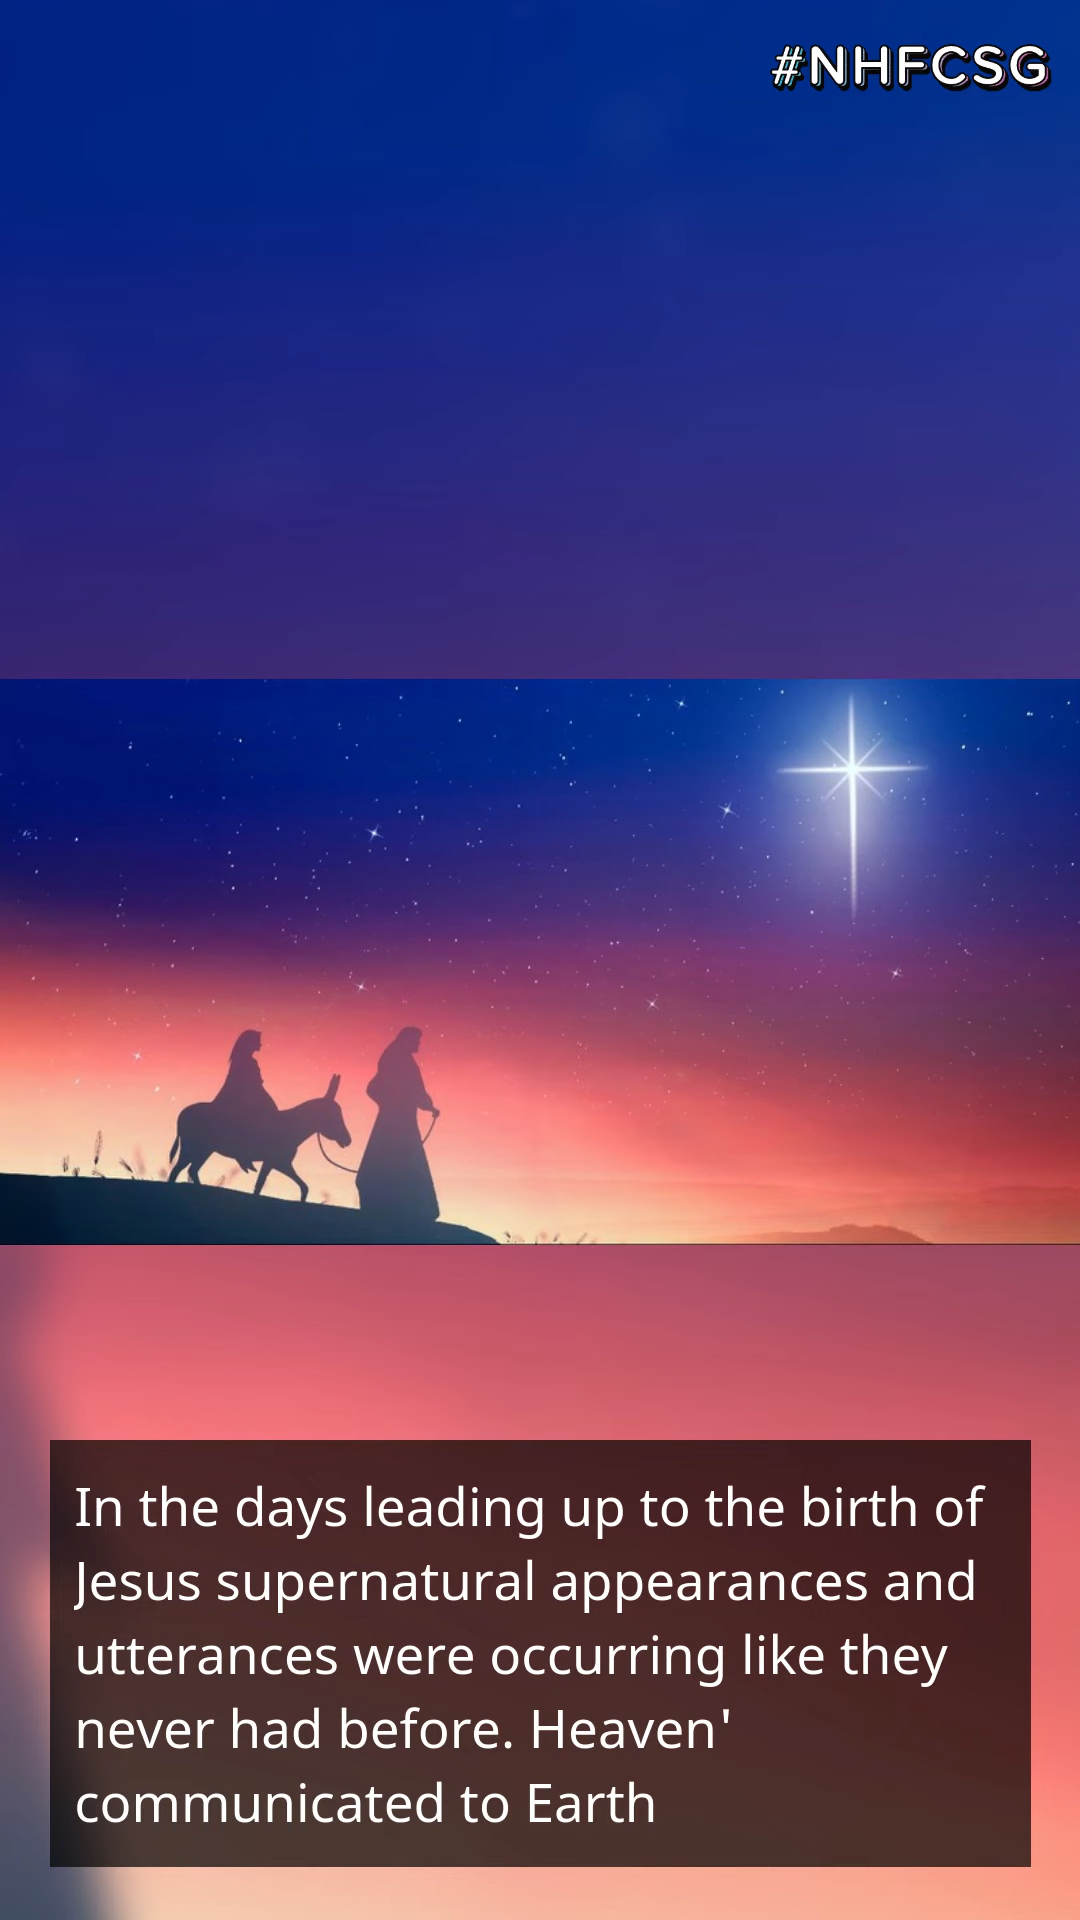 #NHFCSG
In the days leading up to the birth of
Jesus supernatural appearances and
utterances were occurring like they
never had before. Heaven'
communicated to Earth